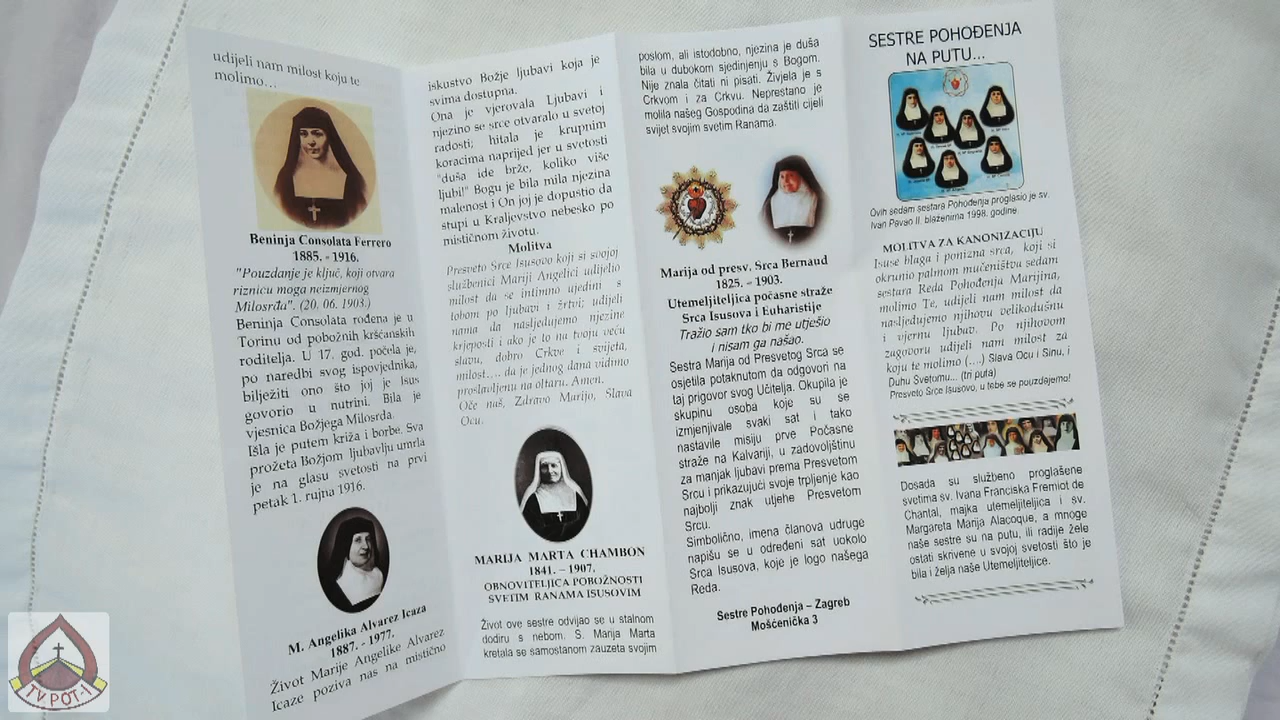 udijeli nam milost koju te
molimo...
Beninja Consolata Ferrero
1885. - 1916.
"Pouzdanje je ključ, koji otvara
riznicu moga neizmjernog
Milosrđa". (20. 06. 1903.)
Beninja Consolata rođena je u
Torinu od pobožnih kršćanskih
roditelja. U 17. god. počela je,
po naredbi svog ispovjednika,
bilježiti ono što joj je Isus
govorio u nutrini. Bila je
vjesnica Božjega Milosrđa.
Išla je putem križa i borbe. Sva
prožeta Božjom ljubavlju umrla
je na glasu svetosti na prvi
petak 1. rujna 1916.
M. Angelika Alvarez Icaza
1887. - 1977.
Život Marije Angelike Alvarez
Icaze poziva nas na mistično
iskustvo Božje ljubavi koja je
svima dostupna.
Ona je vjerovala Ljubavi i
njezino se srce otvaralo u svetoj
radosti; hitala je krupnim
koracima naprijed jer u svetosti
"duša ide brže, koliko više
ljubi!" Bogu je bila mila njezina
malenost i On joj je dopustio da
stupi u Kraljevstvo nebesko po
mističnom životu.
Molitva
Presveto Srce Isusovo koji si svojoj
službenici Mariji Angelici udijelio
milost da se intimno ujedini s
tobom po ljubavi i žrtvi; udijeli
nama da nasljedujemo njezine
krjeposti i ako je to na tvoju veću
slavu, dobro Crkve i svijeta,
milost.... da je jednog dana vidimo
proslavljenu na oltaru. Amen.
Oče naš, Zdravo Marijo, Slava
Ocu.
MARIJA MARTA CHAMBON
1841. – 1907.
OBNOVITELJICA POBOŽNOSTI
SVETIM RANAMA ISUSOVIM
Život ove sestre odvijao se u stalnom
dodiru s nebom. S. Marija Marta
kretala se samostanom zauzeta svojim
poslom, ali istodobno, njezina je duša
bila u dubokom sjedinjenju s Bogom.
Nije znala čitati ni pisati. Živjela je s
Crkvom i za Crkvu. Neprestano je
molila našeg Gospodina da zaštiti cijeli
svijet svojim svetim Ranama.
Marija od presv. Srca Bernaud
1825. – 1903.
Utemeljiteljica počasne straže
Srca Isusova i Euharistije
Tražio sam tko bi me utješio
i nisam ga našao.
Sestra Marija od Presvetog Srca se
osjetila potaknutom da odgovori na
taj prigovor svog Učitelja. Okupila je
skupinu osoba koje su se
izmjenjivale svaki sat i tako
nastavile misiju prve Počasne
straže na Kalvariji, u zadovoljštinu
za manjak ljubavi prema Presvetom
Srcu i prikazujući svoje trpljenje kao
najbolji znak utjehe Presvetom
Srcu.
Simbolično, imena članova udruge
napišu se u određeni sat uokolo
Srca Isusova, koje je logo našega
Reda.
Sestre Pohođenja – Zagreb
Mošćenička 3
SESTRE POHOĐENJA
NA PUTU...
Ovih sedam sestara Pohođenja proglasio je sv.
Ivan Pavao II. blaženima 1998. godine.
MOLITVA ZA KANONIZACIJU
Isuse blaga i ponizna srca, koji si
okrunio palmom mučeništva sedam
sestara Reda Pohođenja Marijina,
molimo Te, udijeli nam milost da
nasljedujemo njihovu velikodušnu
i vjernu ljubav. Po njihovom
zagovoru udijeli nam milost za
koju te molimo (...) Slava Ocu i Sinu, i
Duhu Svetomu... (tri puta)
Presveto Srce Isusovo, u tebe se pouzdajemo!
Dosada su službeno proglašene
svetima sv. Ivana Franciska Fremiot de
Chantal, majka utemeljiteljica i sv.
Margareta Marija Alacoque, a mnoge
naše sestre su na putu, ili radije žele
ostati skrivene u svojoj svetosti što je
bila i želja naše Utemeljiteljice.
TV POT-1